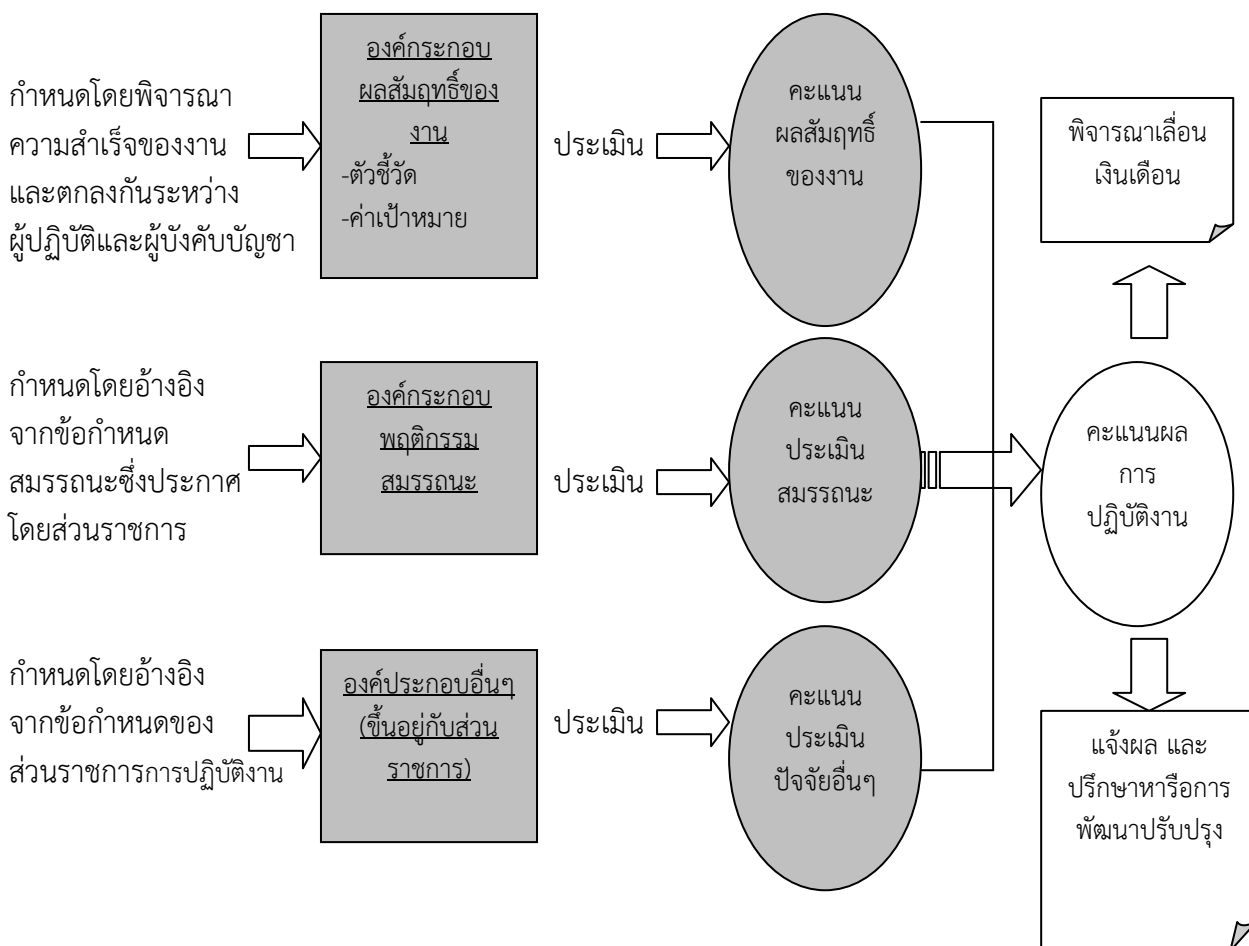 กำหนดโดยพิจารณา
ความสำเร็จของงาน
และตกลงกันระหว่าง
ผู้ปฏิบัติและผู้บังคับบัญชา
องค์กระกอบ
ผลสัมฤทธิ์ของ
งาน
-ตัวชี้วัด
-ค่าเป้าหมาย
ประเมิน
คะแนน
ผลสัมฤทธิ์
ของงาน
พิจารณาเลื่อน
เงินเดือน
กำหนดโดยอ้างอิง
จากข้อกำหนด
สมรรถนะซึ่งประกาศ
โดยส่วนราชการ
องค์กระกอบ
พฤติกรรม
สมรรถนะ
ประเมิน
คะแนน
ประเมิน
สมรรถนะ
คะแนนผล
การ
ปฏิบัติงาน
กำหนดโดยอ้างอิง
จากข้อกำหนดของ
ส่วนราชการการปฏิบัติงาน
องค์ประกอบอื่นๆ
(ขึ้นอยู่กับส่วน
ราชการ)
ประเมิน
คะแนน
ประเมิน
ปัจจัยอื่นๆ
แจ้งผล และ
ปรึกษาหารือการ
พัฒนาปรับปรุง